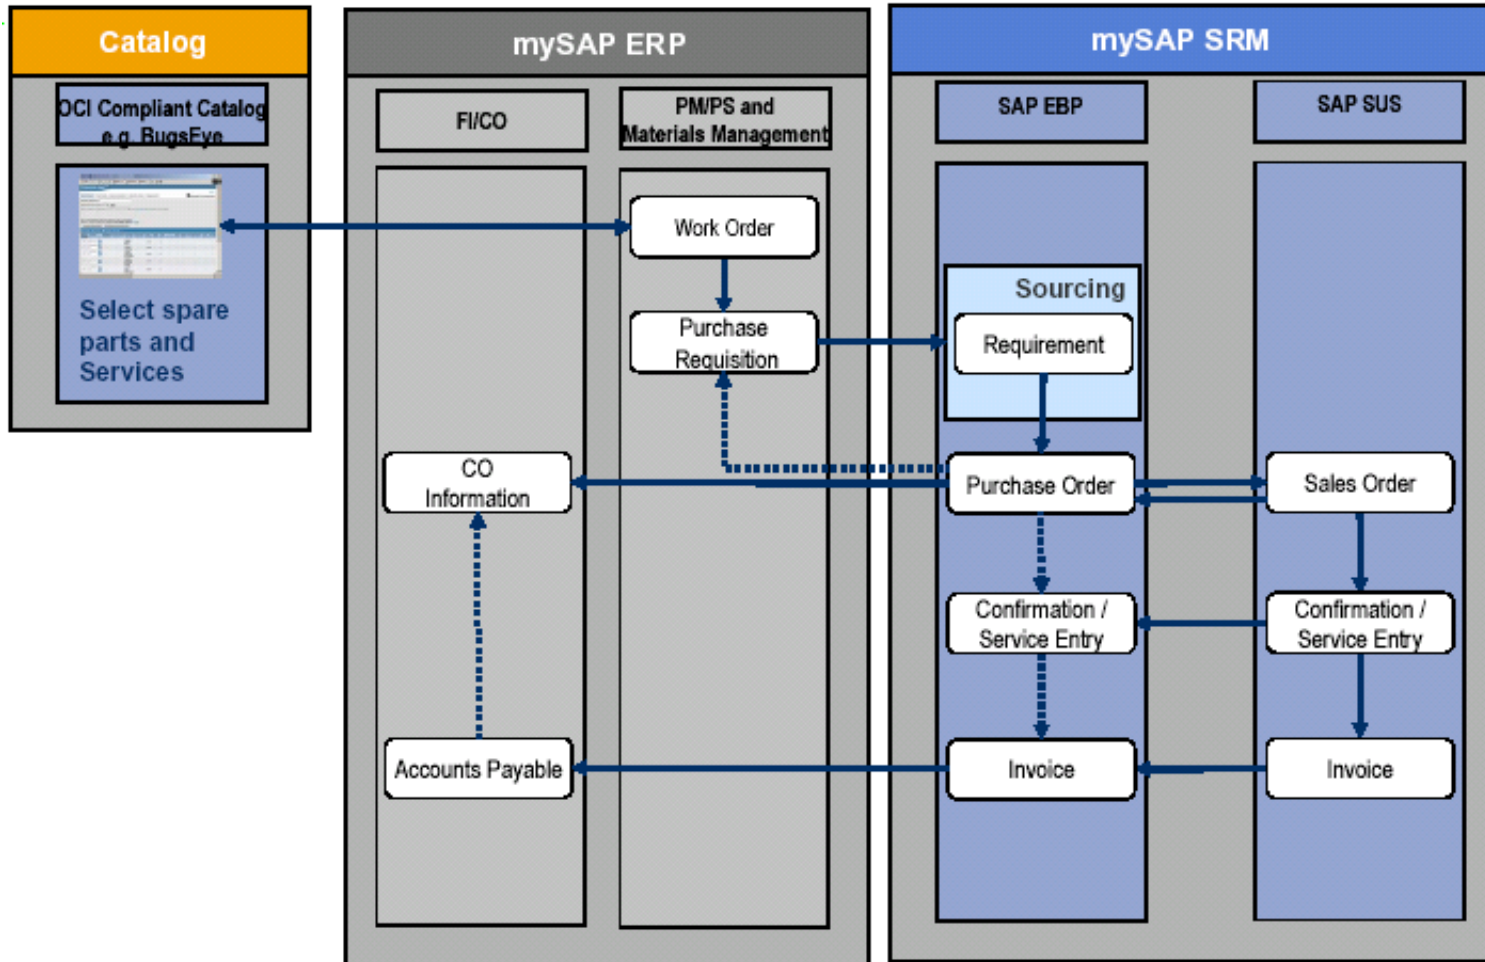 Catalog
OCI Compliant Catalog
e.g. BugsEye
Select spare
parts and
Services
mySAP ERP
FI/CO
PM/PS and
Materials Management
Work Order
Purchase
Requisition
CO
Information
Accounts Payable
mySAP SRM
SAP EBP
Sourcing
Requirement
Purchase Order
Confirmation /
Service Entry
Invoice
SAP SUS
Sales Order
Confirmation /
Service Entry
Invoice